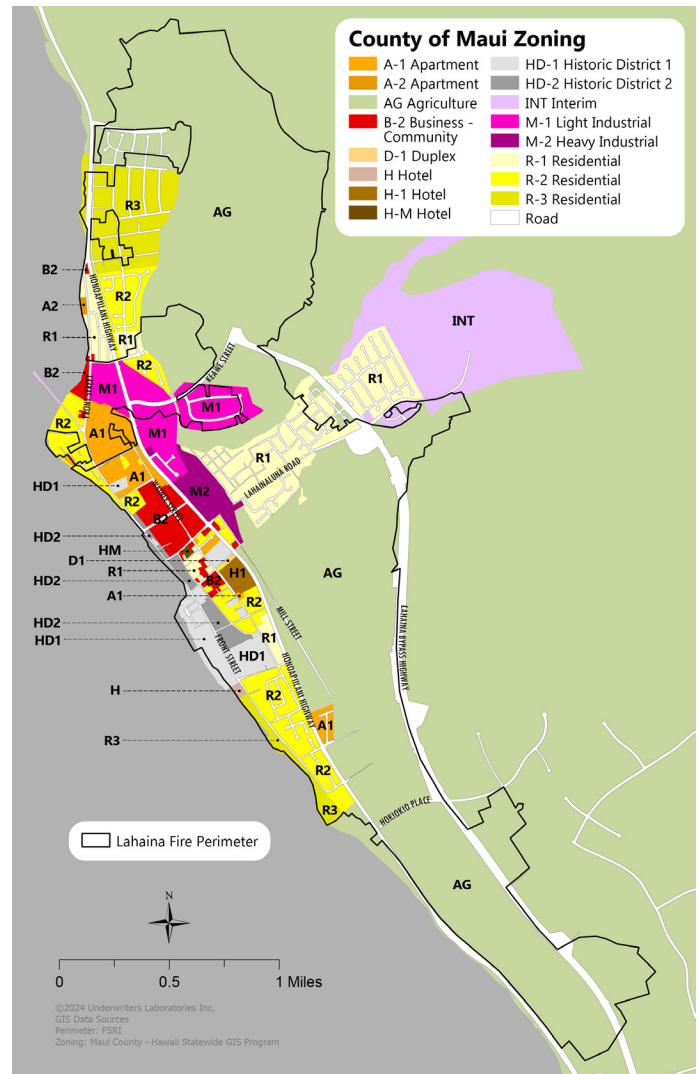 County of Maui Zoning
A-1 Apartment
A-2 Apartment
AG Agriculture
B-2 Business -
Community
D-1 Duplex
H Hotel
H-1 Hotel
H-M Hotel
HD-1 Historic District 1
HD-2 Historic District 2
INT Interim
M-1 Light Industrial
M-2 Heavy Industrial
R-1 Residential
R-2 Residential
R-3 Residential
Road
R3
AG
B2
HONOAPIILANI HIGHWAY
R2
A2
R1
R1
INT
KEAWE STREET
R2
B2
R1
M1
FRONT STREET
M1
R2
A1
M1
R1
LAHAINALUNA ROAD
A1
HD1
M2
R2
WAINEE STREET
B2
HD2
HM
D1
R1
H1
AG
HD2
B2
A1
R2
MILL STREET
LAHAINA BYPASS HIGHWAY
HD2
R1
HD1
FRONT STREET
HD1
HONOAPIILANI HIGHWAY
H
R2
A1
R3
R2
R3
HOKIOKIO PLACE
Lahaina Fire Perimeter
AG
N
0 0.5 1 Miles
©2024 Underwriters Laboratories Inc.
GIS Data Sources
Perimeter: FSRI
Zoning: Maui County - Hawaii Statewide GIS Program